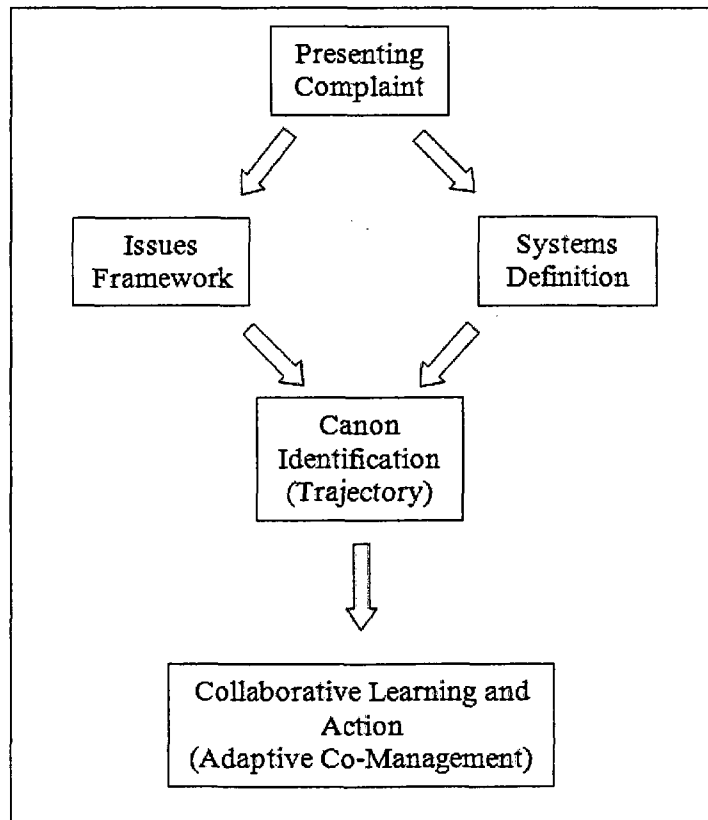 Presenting
Complaint
Issues
Framework
Systems
Definition
Canon
Identification
(Trajectory)
Collaborative Learning and
Action
(Adaptive Co-Management)